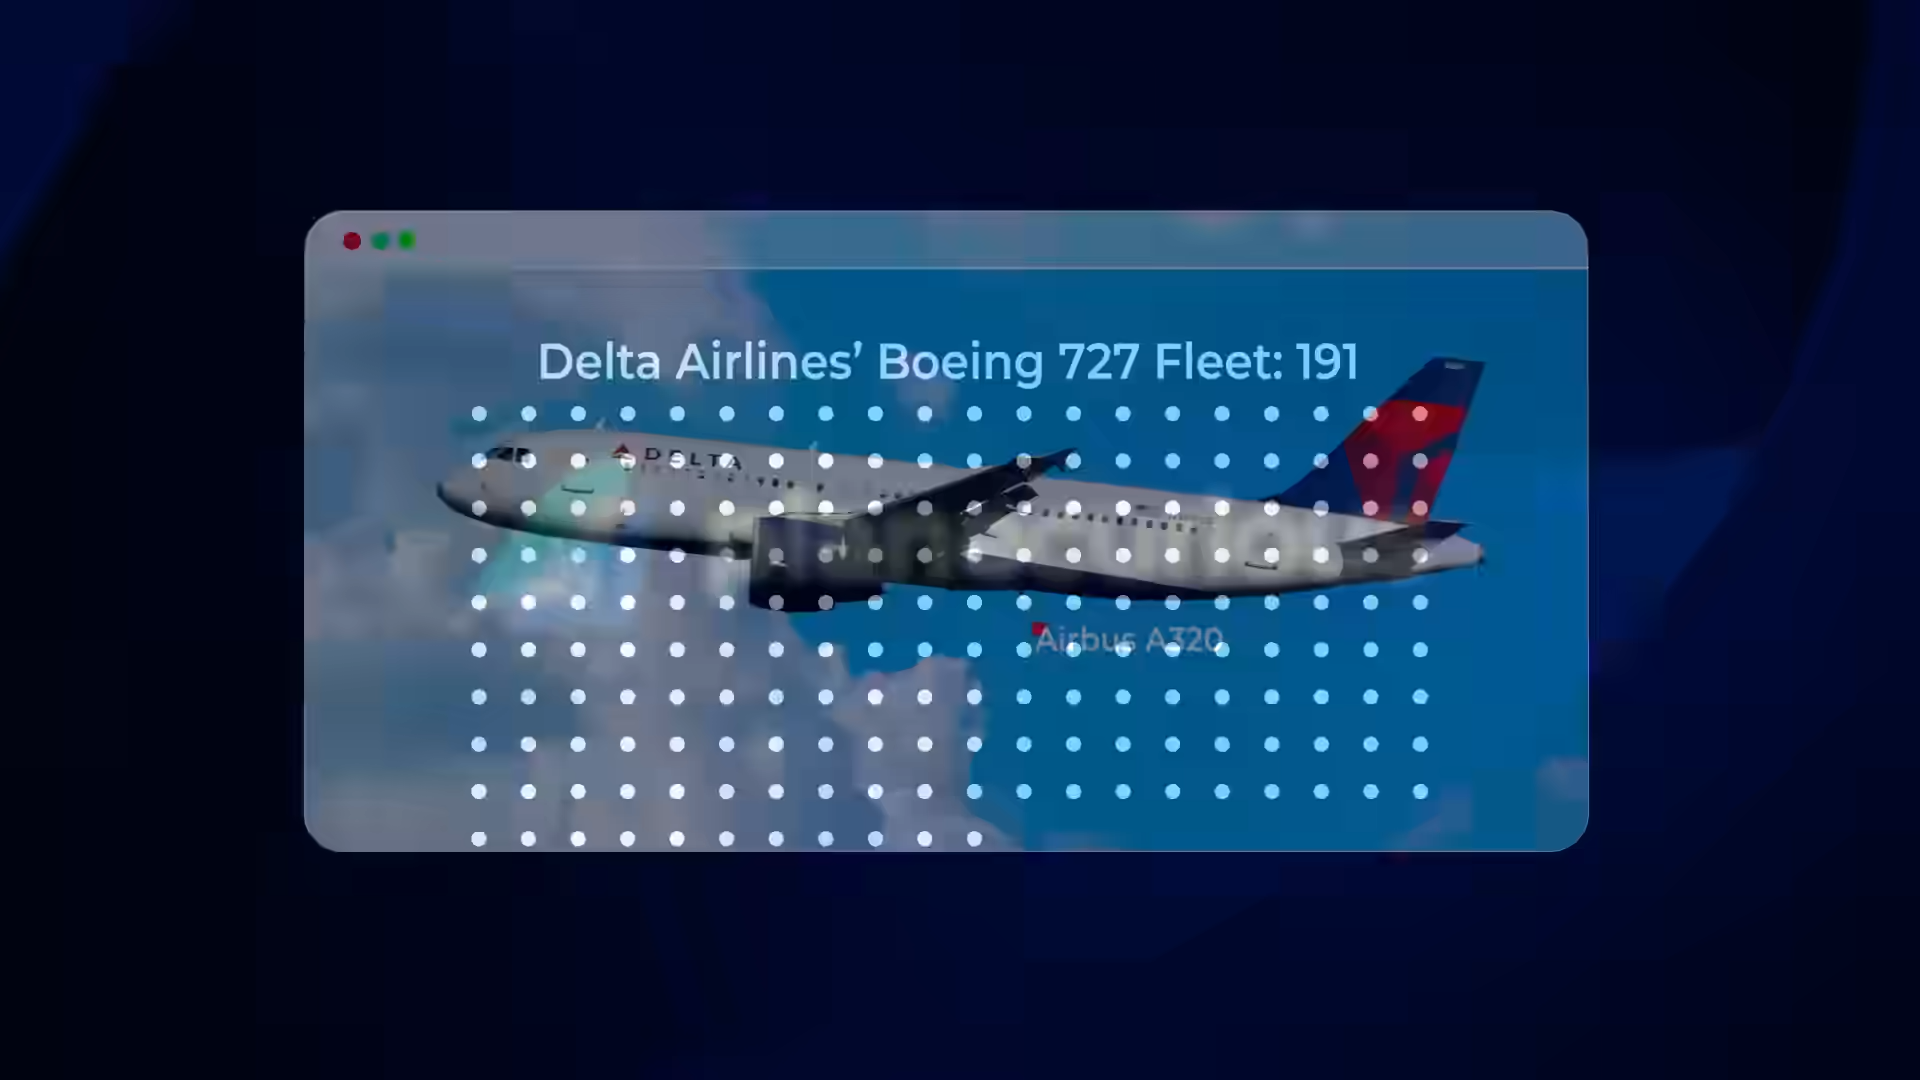 Delta Airlines’ Boeing 727 Fleet: 191
DELTA
Airbus A320